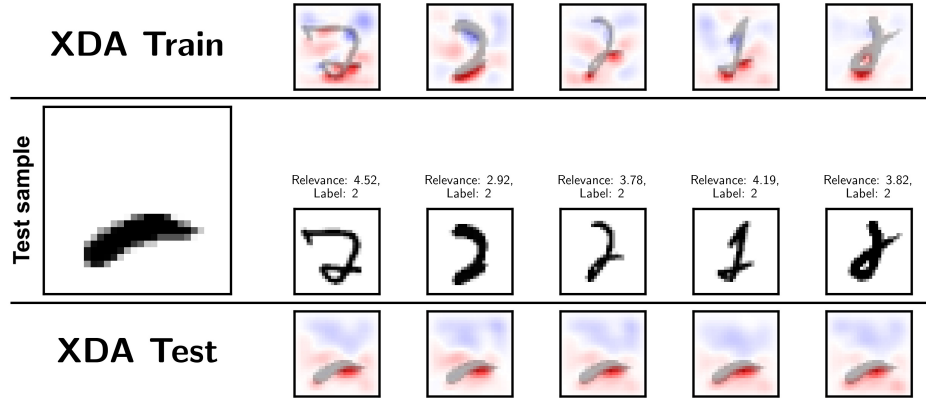 XDA Train
Test sample
Relevance: 4.52,
Label: 2
Relevance: 2.92,
Label: 2
Relevance: 3.78,
Label: 2
Relevance: 4.19,
Label: 2
Relevance: 3.82,
Label: 2
XDA Test